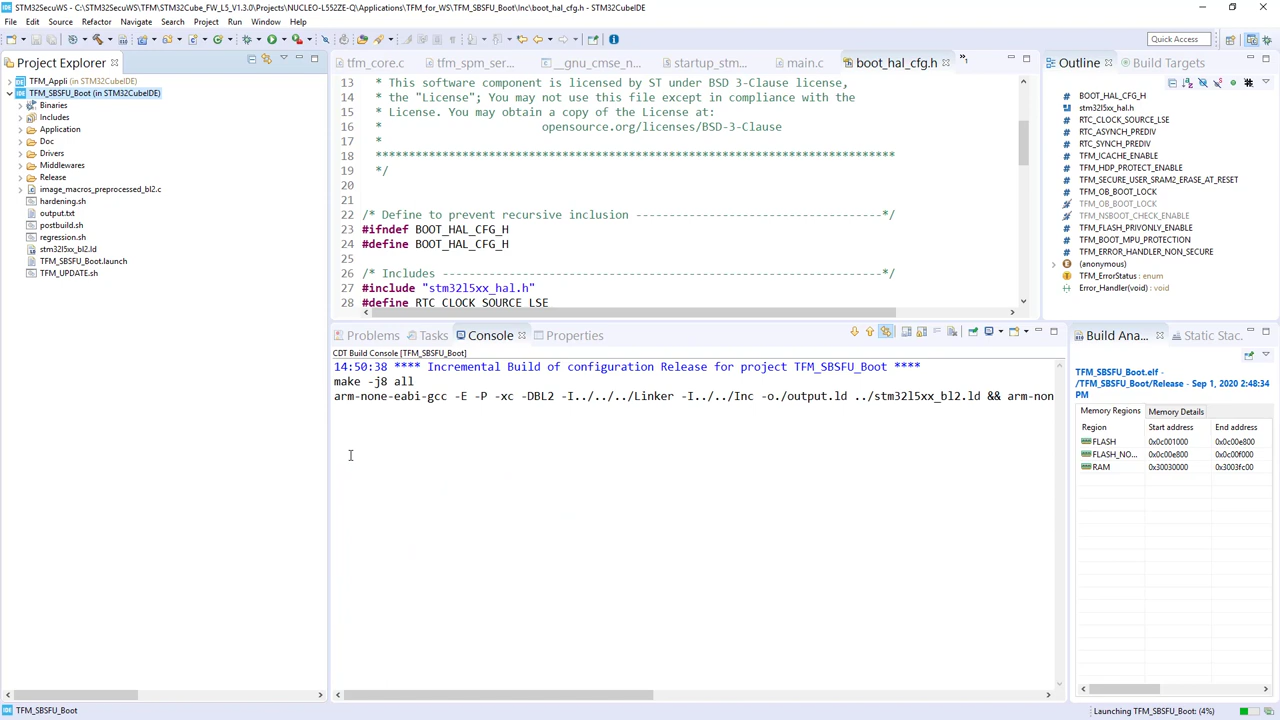 STM32SecuWS - C:\STM32SecuWS\TFM\STM32Cube_FW_L5_V1.3.0\Projects\NUCLEO-L552ZE-Q\Applications\TFM_for_WS\TFM_SBSFU_Boot\Inc\boot_hal_cfg.h - STM32CubeIDE
File Edit Source Refactor Navigate Search Project Run Window Help
Quick Access
Project Explorer
TFM_Appli (in STM32CubeIDE)
TFM_SBSFU_Boot (in STM32CubeIDE)
Binaries
Includes
Application
Doc
Drivers
Middlewares
Release
image_macros_preprocessed_bl2.c
hardening.sh
output.txt
postbuild.sh
regression.sh
stm32l5xx_bl2.ld
TFM_SBSFU_Boot.launch
TFM_UPDATE.sh
tfm_core.c tfm_spm_ser... __gnu_cmse_n... startup_stm... main.c boot_hal_cfg.h
13 * This software component is licensed by ST under BSD 3-Clause license,
14 * the "License"; You may not use this file except in compliance with the
15 * License. You may obtain a copy of the License at:
16 * opensource.org/licenses/BSD-3-Clause
17 *
18 ******************************************************************************
19 */
20
21
22 /* Define to prevent recursive inclusion -------------------------------------*/
23 #ifndef BOOT_HAL_CFG_H
24 #define BOOT_HAL_CFG_H
25
26 /* Includes ------------------------------------------------------------------*/
27 #include "stm32l5xx_hal.h"
28 #define RTC_CLOCK_SOURCE_LSE
Outline Build Targets
BOOT_HAL_CFG_H
stm32l5xx_hal.h
RTC_CLOCK_SOURCE_LSE
RTC_ASYNCH_PREDIV
RTC_SYNCH_PREDIV
TFM_ICACHE_ENABLE
TFM_HDP_PROTECT_ENABLE
TFM_SECURE_USER_SRAM2_ERASE_AT_RESET
TFM_OB_BOOT_LOCK
TFM_OB_BOOT_LOCK
TFM_NSBOOT_CHECK_ENABLE
TFM_FLASH_PRIVONLY_ENABLE
TFM_BOOT_MPU_PROTECTION
TFM_ERROR_HANDLER_NON_SECURE
(anonymous)
TFM_ErrorStatus : enum
Error_Handler(void) : void
Problems Tasks Console Properties
CDT Build Console [TFM_SBSFU_Boot]
14:50:38 **** Incremental Build of configuration Release for project TFM_SBSFU_Boot ****
make -j8 all
arm-none-eabi-gcc -E -P -xc -DBL2 -I../../../Linker -I../../Inc -o./output.ld ../stm32l5xx_bl2.ld && arm-non
Build Ana... Static Stac...
TFM_SBSFU_Boot.elf -
/TFM_SBSFU_Boot/Release - Sep 1, 2020 2:48:34
PM
Memory Regions Memory Details
Region Start address End address
FLASH 0x0c001000 0x0c00e800
FLASH_NO... 0x0c00e800 0x0c00f000
RAM 0x30030000 0x3003fc00
TFM_SBSFU_Boot
Launching TFM_SBSFU_Boot: (4%)